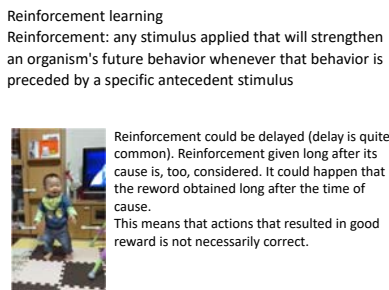 Reinforcement learning
Reinforcement: any stimulus applied that will strengthen
an organism's future behavior whenever that behavior is
preceded by a specific antecedent stimulus
Reinforcement could be delayed (delay is quite
common). Reinforcement given long after its
cause is, too, considered. It could happen that
the reword obtained long after the time of
cause.
This means that actions that resulted in good
reward is not necessarily correct.